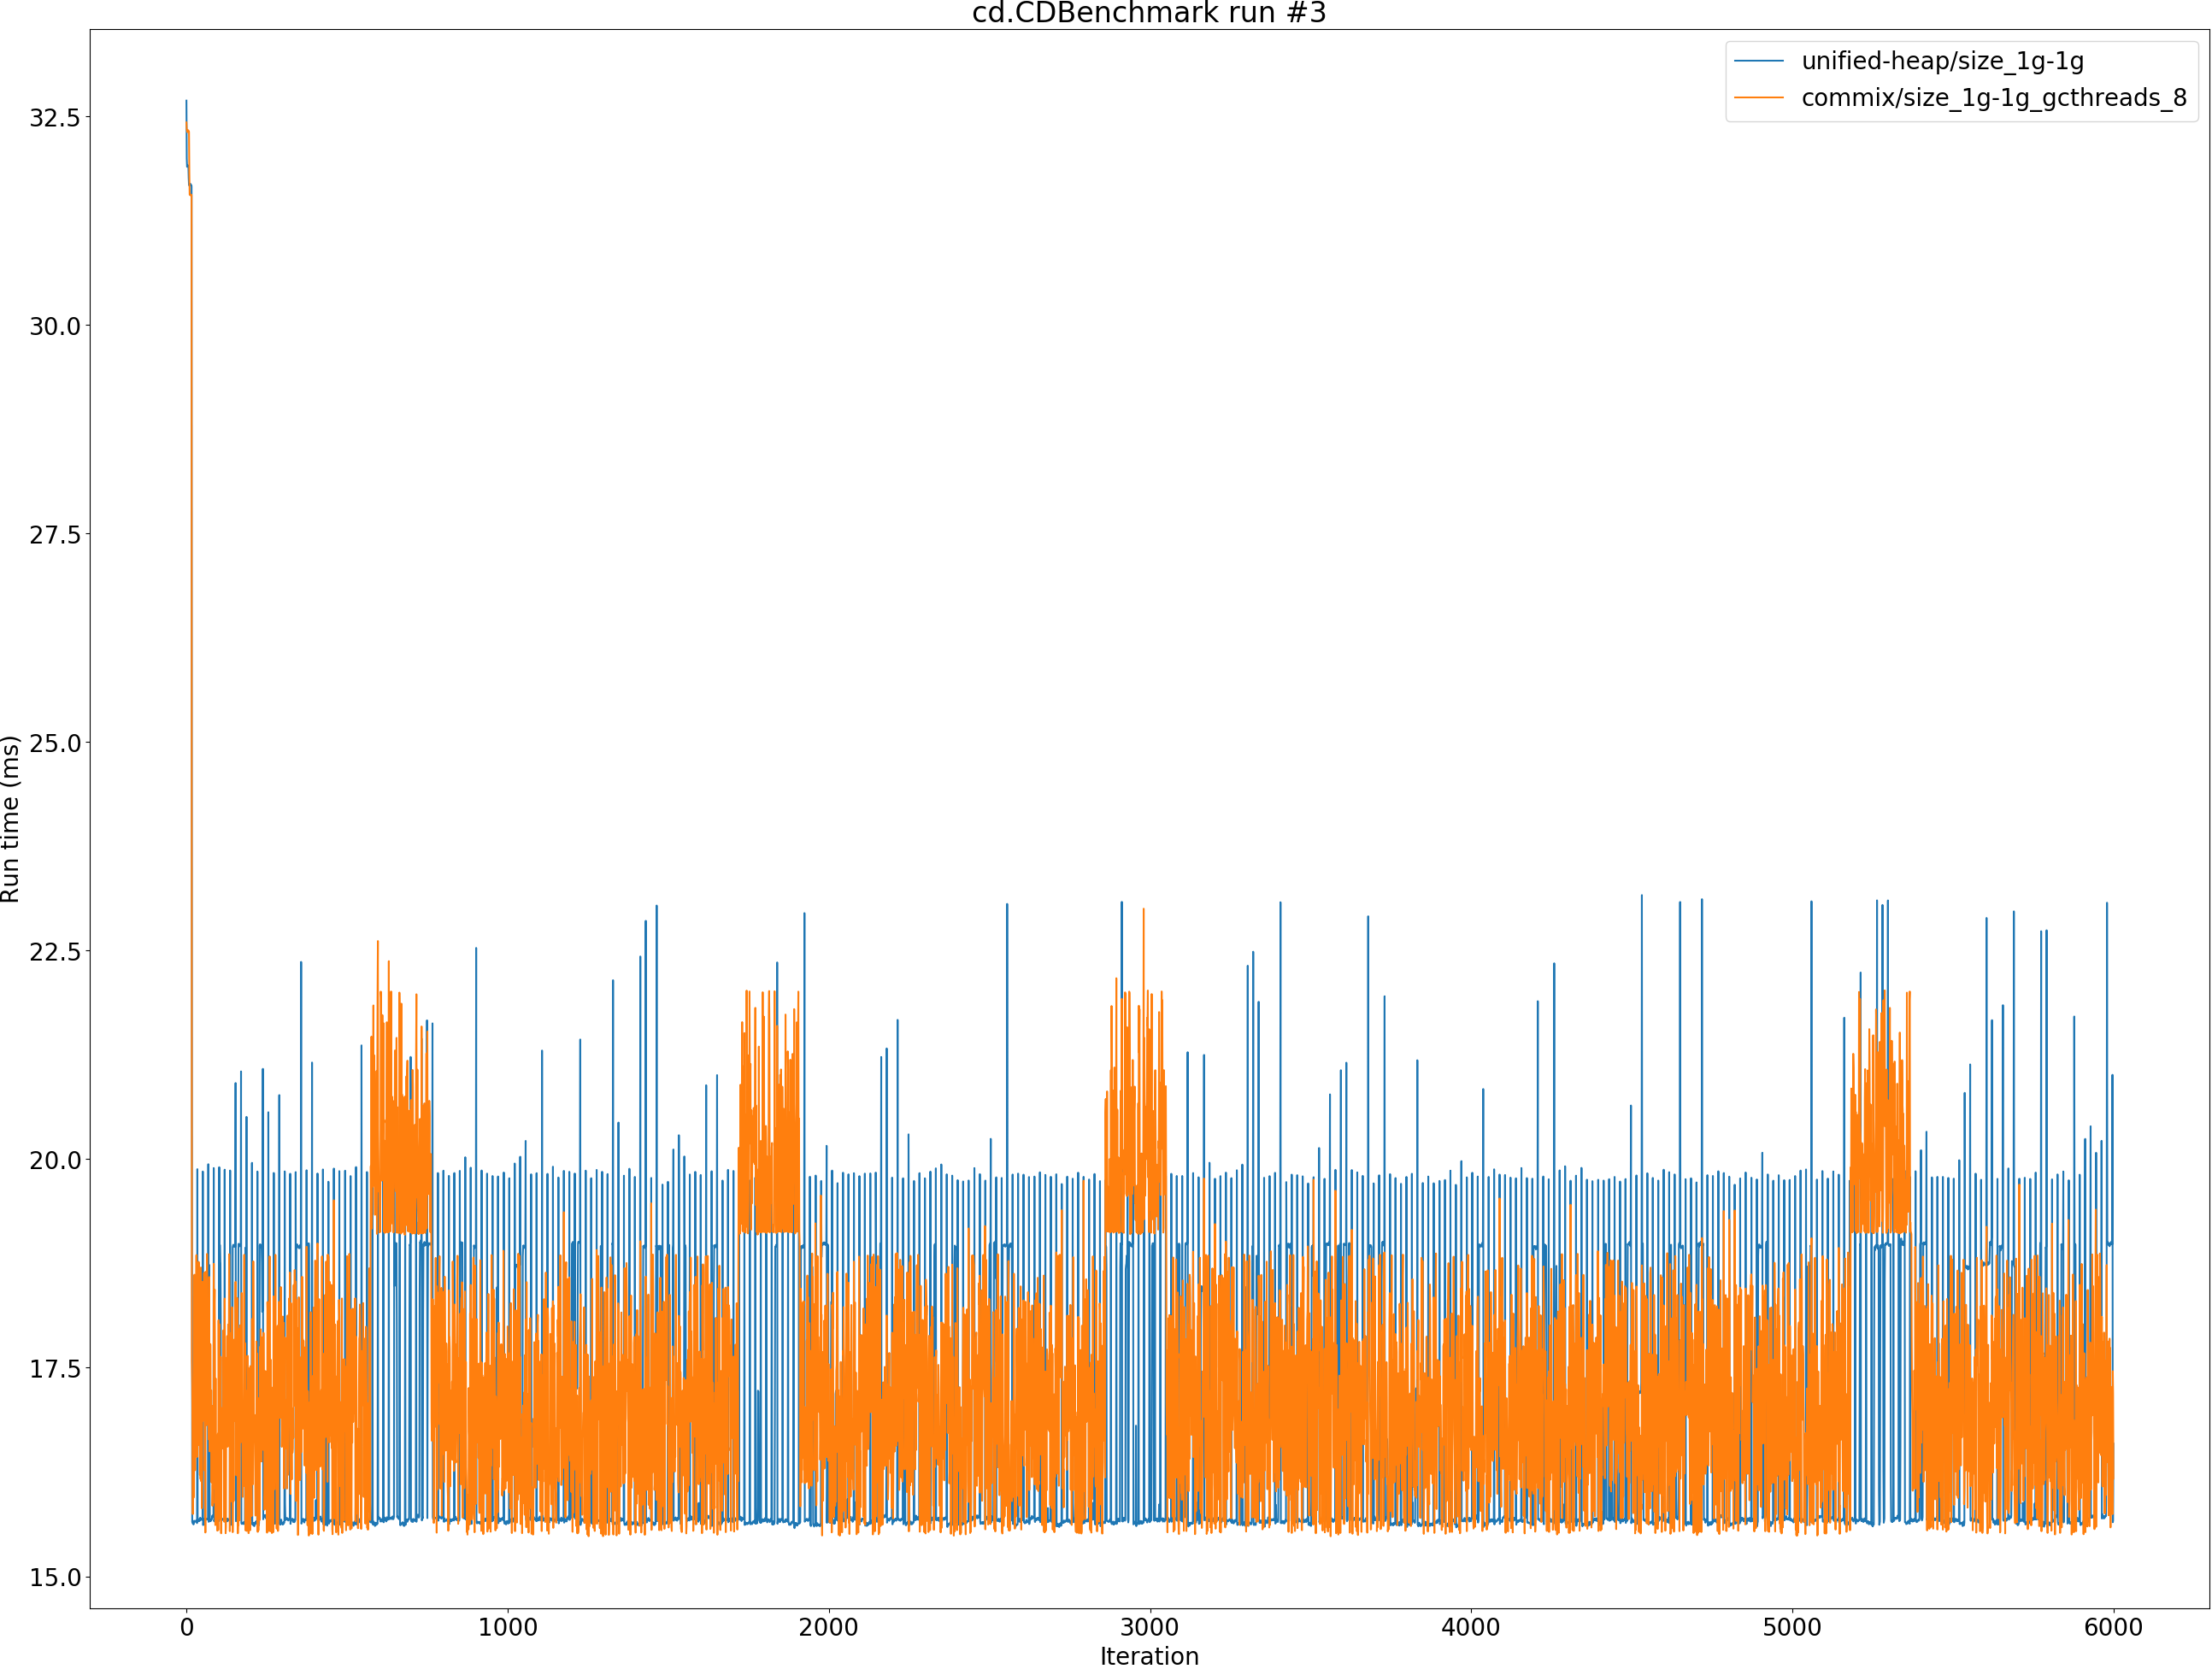 cd.CDBenchmark run #3
unified-heap/size_1g-1g
commix/size_1g-1g_gcthreads_8
32.5
30.0
27.5
25.0
22.5
20.0
17.5
15.0
Run time (ms)
0 1000 2000 3000 4000 5000 6000
Iteration